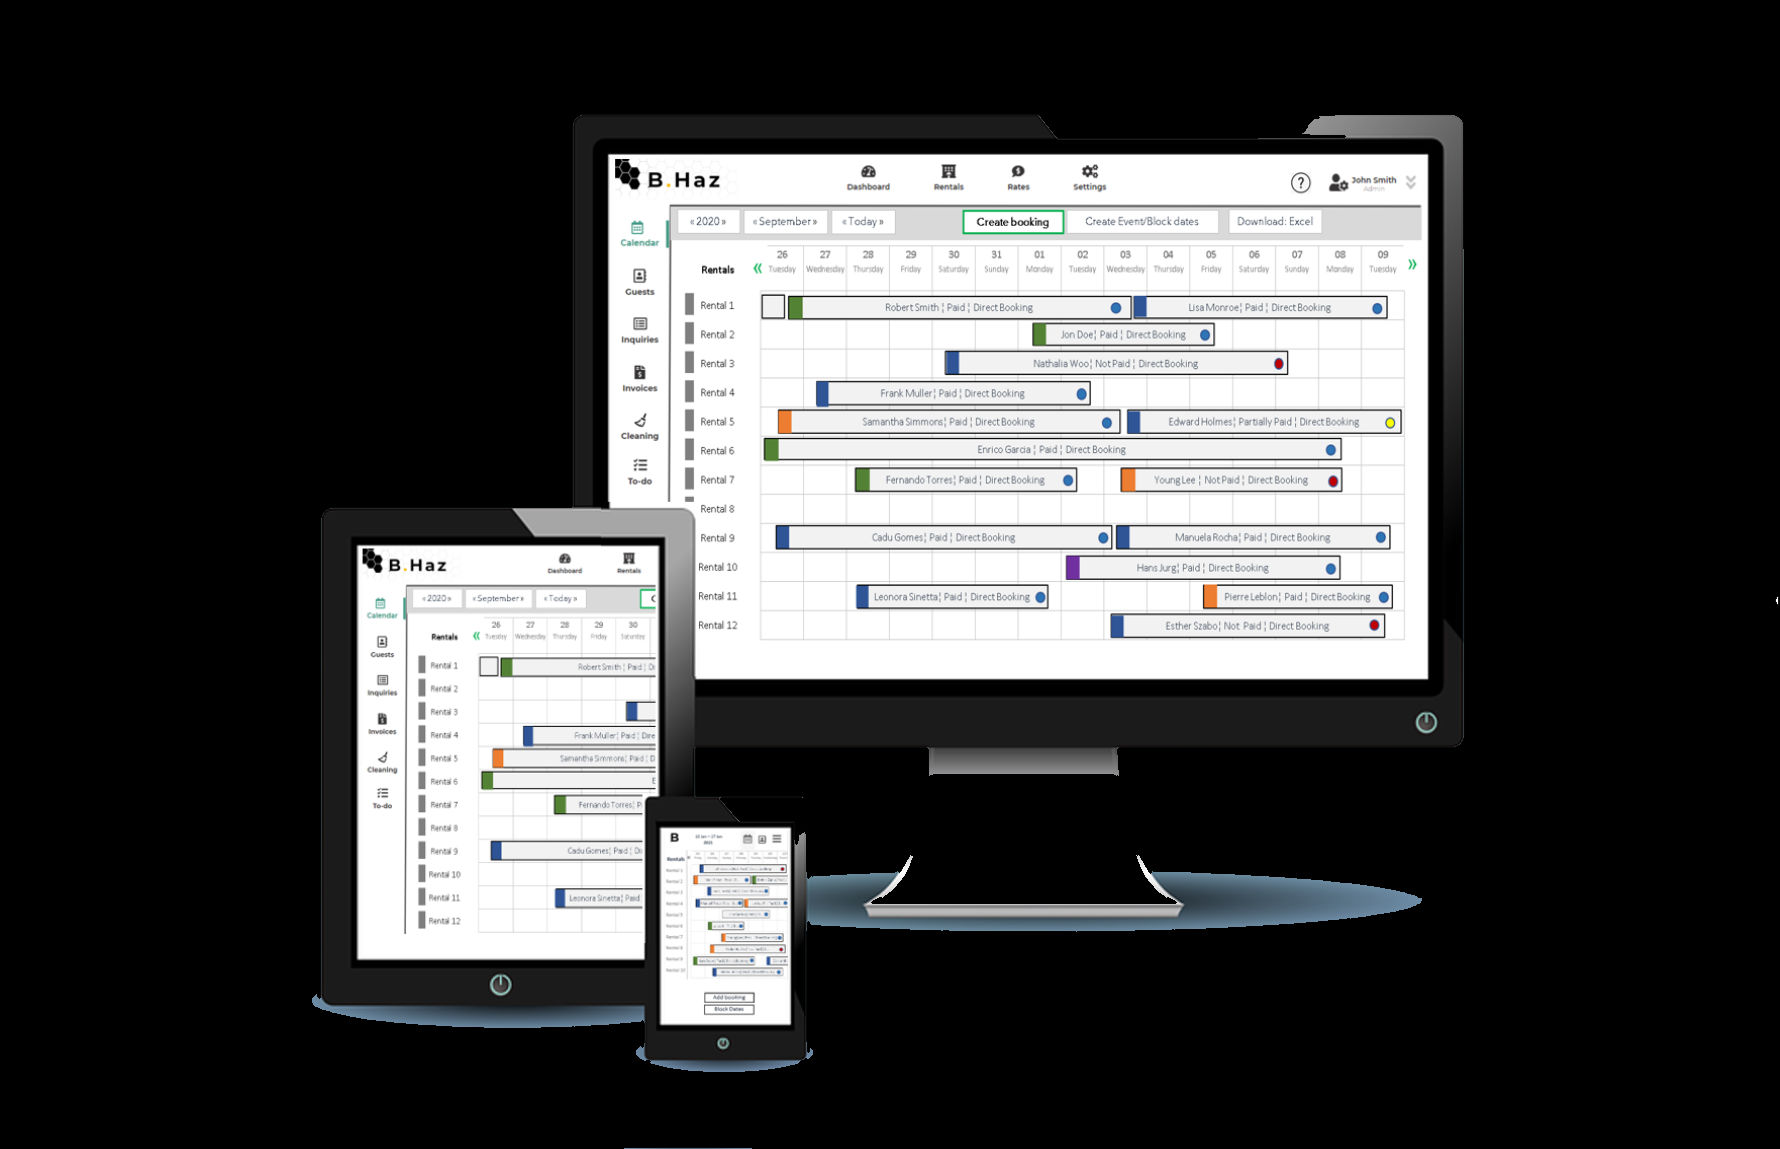 B.Haz
Dashboard
Rentals
Rates
Settings
?
John Smith
Admin
Calendar
Guests
Inquiries
Invoices
Cleaning
To-do
«2020» «September» «Today» Create booking Create Event/Block dates Download: Excel
Rentals « 26 27 28 29 30 31 01 02 03 04 05 06 07 08 09 »
Tuesday Wednesday Thursday Friday Saturday Sunday Monday Tuesday Wednesday Thursday Friday Saturday Sunday Monday Tuesday
Rental 1 Robert Smith ¦ Paid ¦ Direct Booking Lisa Monroe¦ Paid ¦ Direct Booking
Rental 2 Jon Doe¦ Paid ¦ Direct Booking
Rental 3 Nathalia Woo¦ Not Paid ¦ Direct Booking
Rental 4 Frank Muller¦ Paid ¦ Direct Booking
Rental 5 Samantha Simmons¦ Paid ¦ Direct Booking Edward Holmes¦ Partially Paid ¦ Direct Booking
Rental 6 Enrico Garcia ¦ Paid ¦ Direct Booking
Rental 7 Fernando Torres¦ Paid ¦ Direct Booking Young Lee ¦ Not Paid ¦ Direct Booking
Rental 8
Rental 9 Cadu Gomes¦ Paid ¦ Direct Booking Manuela Rocha¦ Paid ¦ Direct Booking
Rental 10 Hans Jurg¦ Paid ¦ Direct Booking
Rental 11 Leonora Sinetta¦ Paid ¦ Direct Booking Pierre Leblon¦ Paid ¦ Direct Booking
Rental 12 Esther Szabo¦ Not Paid ¦ Direct Booking
B.Haz
Dashboard
Rentals
Calendar
Guests
Inquiries
Invoices
Cleaning
To-do
«2020» «September» «Today» C
Rentals « 26 27 28 29 30
Tuesday Wednesday Thursday Friday Saturday
Rental 1 Robert Smith ¦ Paid ¦ D
Rental 2
Rental 3
Rental 4 Frank Muller¦ Paid ¦ Dire
Rental 5 Samantha Simmons¦ Paid ¦ D
Rental 6 E
Rental 7 Fernando Torres¦ P
Rental 8
Rental 9 Cadu Gomes¦ Paid ¦ Di
Rental 10
Rental 11 Leonora Sinetta¦ Paid
Rental 12
B
Rentals
Add booking
Block Dates